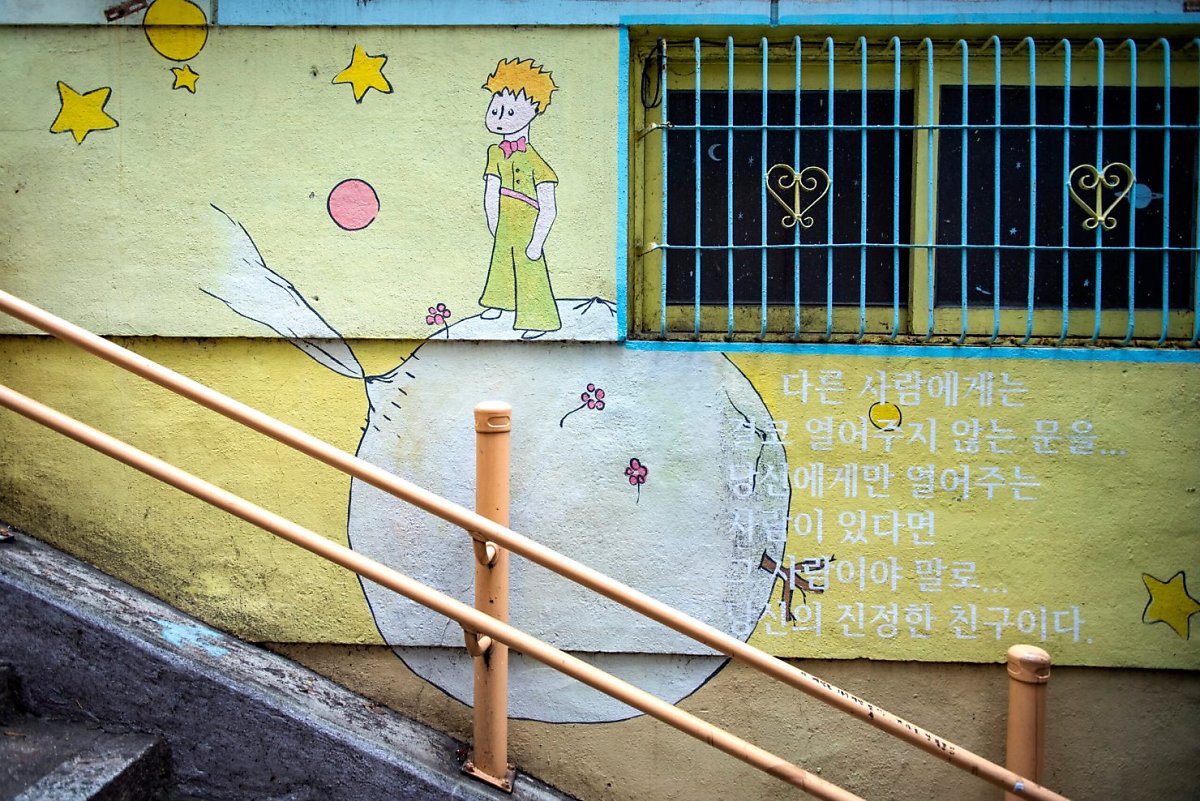 다른 사람에게는
절코 열어주지 않는 문을...
당신에게만 열어주는
사람이 있다면
그 사람이야 말로...
당신의 진정한 친구이다.